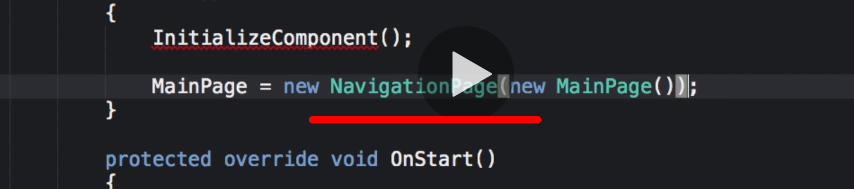 {
InitializeComponent();
MainPage = new NavigationPage(new MainPage());
}
protected override void OnStart()
{